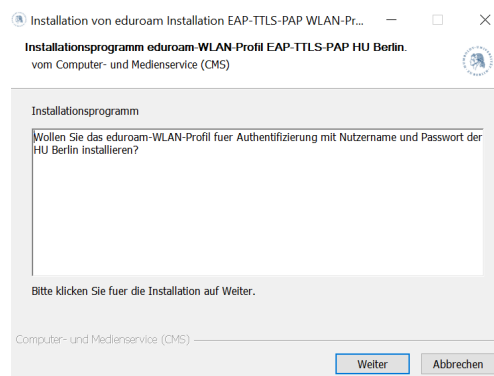 Installation von eduroam Installation EAP-TTLS-PAP WLAN-Pr...
Installationsprogramm eduroam-WLAN-Profil EAP-TTLS-PAP HU Berlin.
vom Computer- und Medienservice (CMS)
Installationsprogramm
Wollen Sie das eduroam-WLAN-Profil fuer Authentifizierung mit Nutzername und Passwort der
HU Berlin installieren?
Bitte klicken Sie fuer die Installation auf Weiter.
Computer- und Medienservice (CMS)
Weiter
Abbrechen